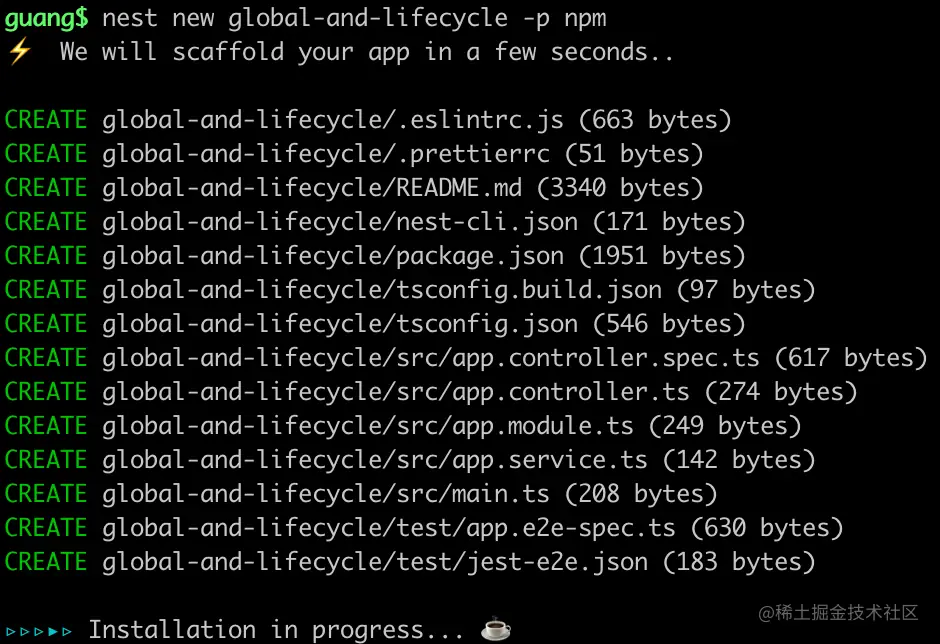 guang$ nest new global-and-lifecycle -p npm
⚡ We will scaffold your app in a few seconds..
CREATE global-and-lifecycle/.eslintrc.js (663 bytes)
CREATE global-and-lifecycle/.prettierrc (51 bytes)
CREATE global-and-lifecycle/README.md (3340 bytes)
CREATE global-and-lifecycle/nest-cli.json (171 bytes)
CREATE global-and-lifecycle/package.json (1951 bytes)
CREATE global-and-lifecycle/tsconfig.build.json (97 bytes)
CREATE global-and-lifecycle/tsconfig.json (546 bytes)
CREATE global-and-lifecycle/src/app.controller.spec.ts (617 bytes)
CREATE global-and-lifecycle/src/app.controller.ts (274 bytes)
CREATE global-and-lifecycle/src/app.module.ts (249 bytes)
CREATE global-and-lifecycle/src/app.service.ts (142 bytes)
CREATE global-and-lifecycle/src/main.ts (208 bytes)
CREATE global-and-lifecycle/test/app.e2e-spec.ts (630 bytes)
CREATE global-and-lifecycle/test/jest-e2e.json (183 bytes)
@稀土掘金技术社区
▹▹▹▸▹ Installation in progress... ☕